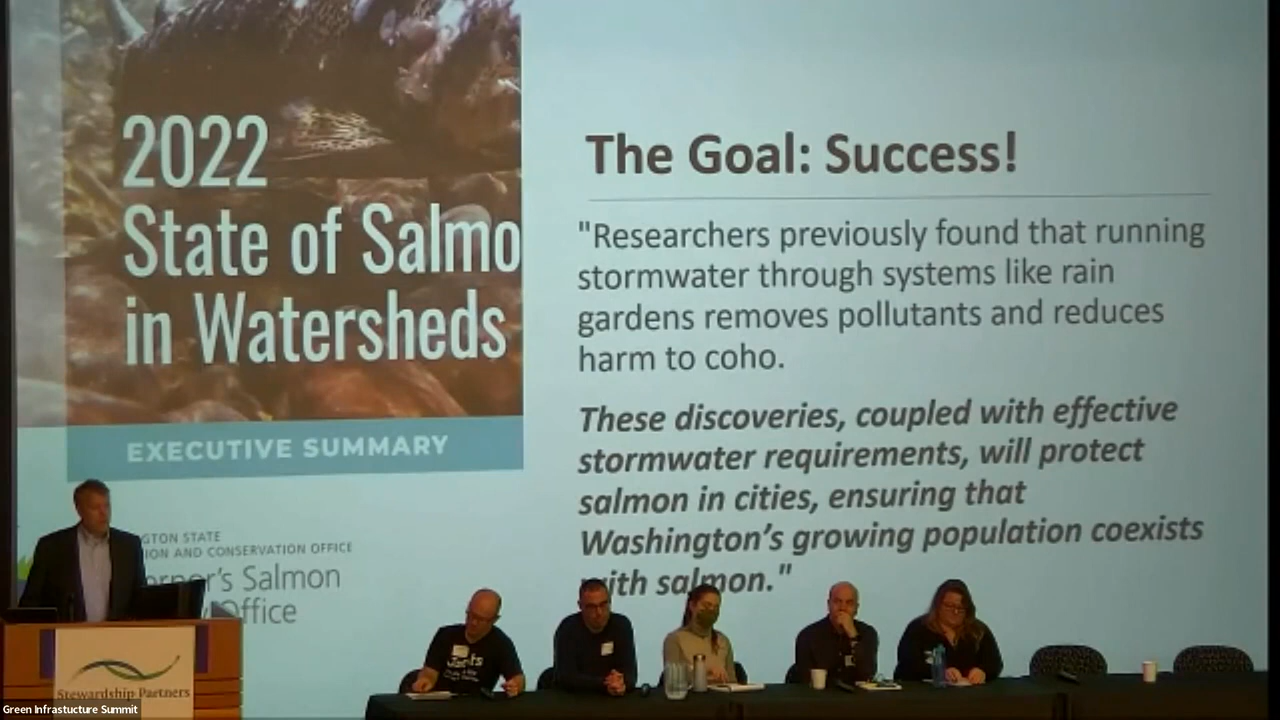 2022
State of Salmo
in Watersheds
EXECUTIVE SUMMARY
GTON STATE
ION AND CONSERVATION OFFICE
ernor's Salmon
Office
The Goal: Success!
"Researchers previously found that running
stormwater through systems like rain
gardens removes pollutants and reduces
harm to coho.
These discoveries, coupled with effective
stormwater requirements, will protect
salmon in cities, ensuring that
Washington's growing population coexists
with salmon."
Stewardship Partners
Green Infrastucture Summit